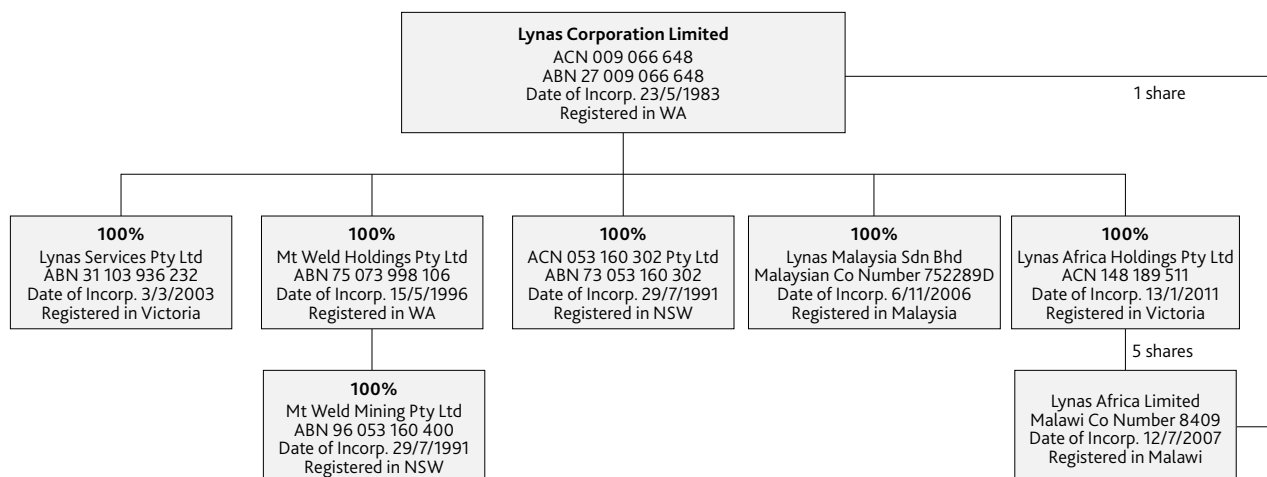 Lynas Corporation Limited
ACN 009 066 648
ABN 27 009 066 648
Date of Incorp. 23/5/1983
Registered in WA
1 share
100%
Lynas Services Pty Ltd
ABN 31 103 936 232
Date of Incorp. 3/3/2003
Registered in Victoria
100%
Mt Weld Holdings Pty Ltd
ABN 75 073 998 106
Date of Incorp. 15/5/1996
Registered in WA
100%
ACN 053 160 302 Pty Ltd
ABN 73 053 160 302
Date of Incorp. 29/7/1991
Registered in NSW
100%
Lynas Malaysia Sdn Bhd
Malaysian Co Number 752289D
Date of Incorp. 6/11/2006
Registered in Malaysia
100%
Lynas Africa Holdings Pty Ltd
ACN 148 189 511
Date of Incorp. 13/1/2011
Registered in Victoria
5 shares
100%
Mt Weld Mining Pty Ltd
ABN 96 053 160 400
Date of Incorp. 29/7/1991
Registered in NSW
Lynas Africa Limited
Malawi Co Number 8409
Date of Incorp. 12/7/2007
Registered in Malawi